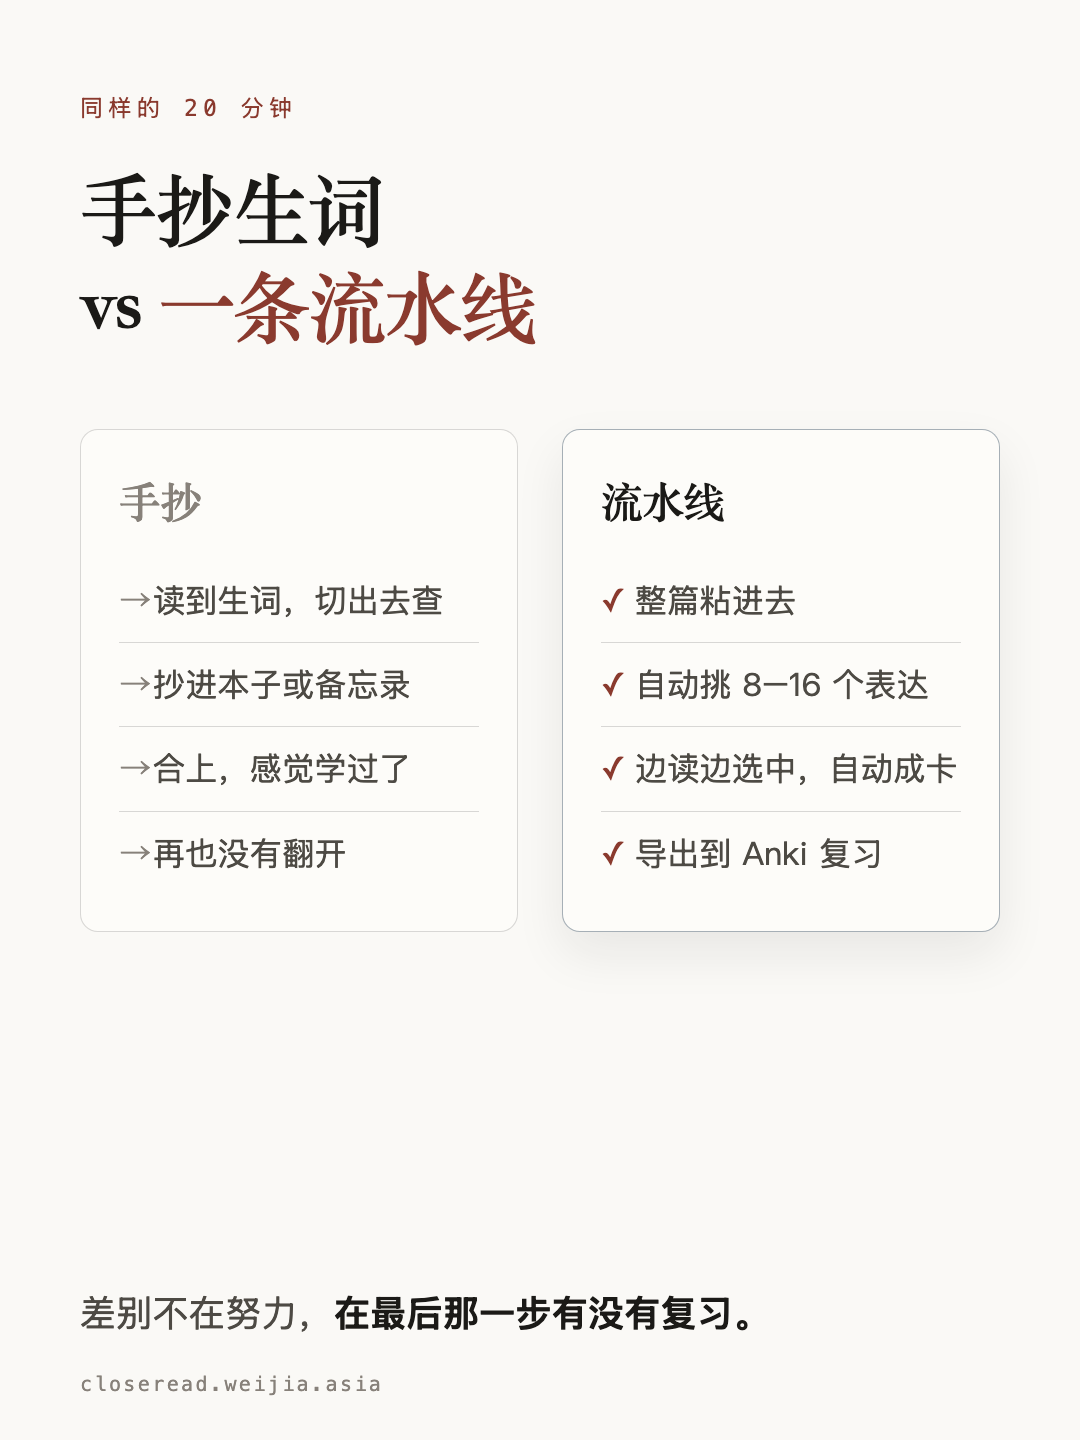 同样的 20 分钟
手抄生词
vs 一条流水线
手抄
→读到生词，切出去查
→抄进本子或备忘录
→合上，感觉学过了
→再也没有翻开
流水线
✓ 整篇粘进去
✓ 自动挑 8–16 个表达
✓ 边读边选中，自动成卡
✓ 导出到 Anki 复习
差别不在努力，在最后那一步有没有复习。
closeread.weijia.asia